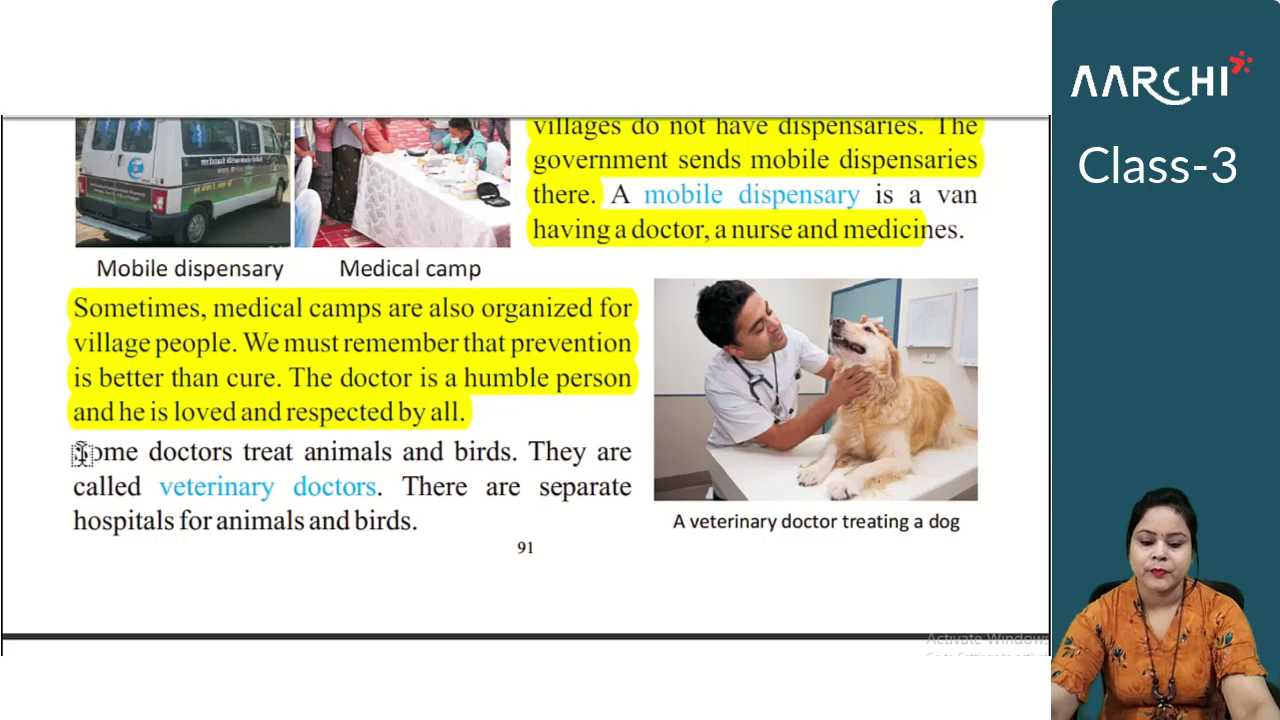 AARCHI
Class-3
villages do not have dispensaries. The
government sends mobile dispensaries
there. A mobile dispensary is a van
having a doctor, a nurse and medicines.
Mobile dispensary
Medical camp
Sometimes, medical camps are also organized for
village people. We must remember that prevention
is better than cure. The doctor is a humble person
and he is loved and respected by all.
Some doctors treat animals and birds. They are
called veterinary doctors. There are separate
hospitals for animals and birds.
A veterinary doctor treating a dog
91
Activate Windows